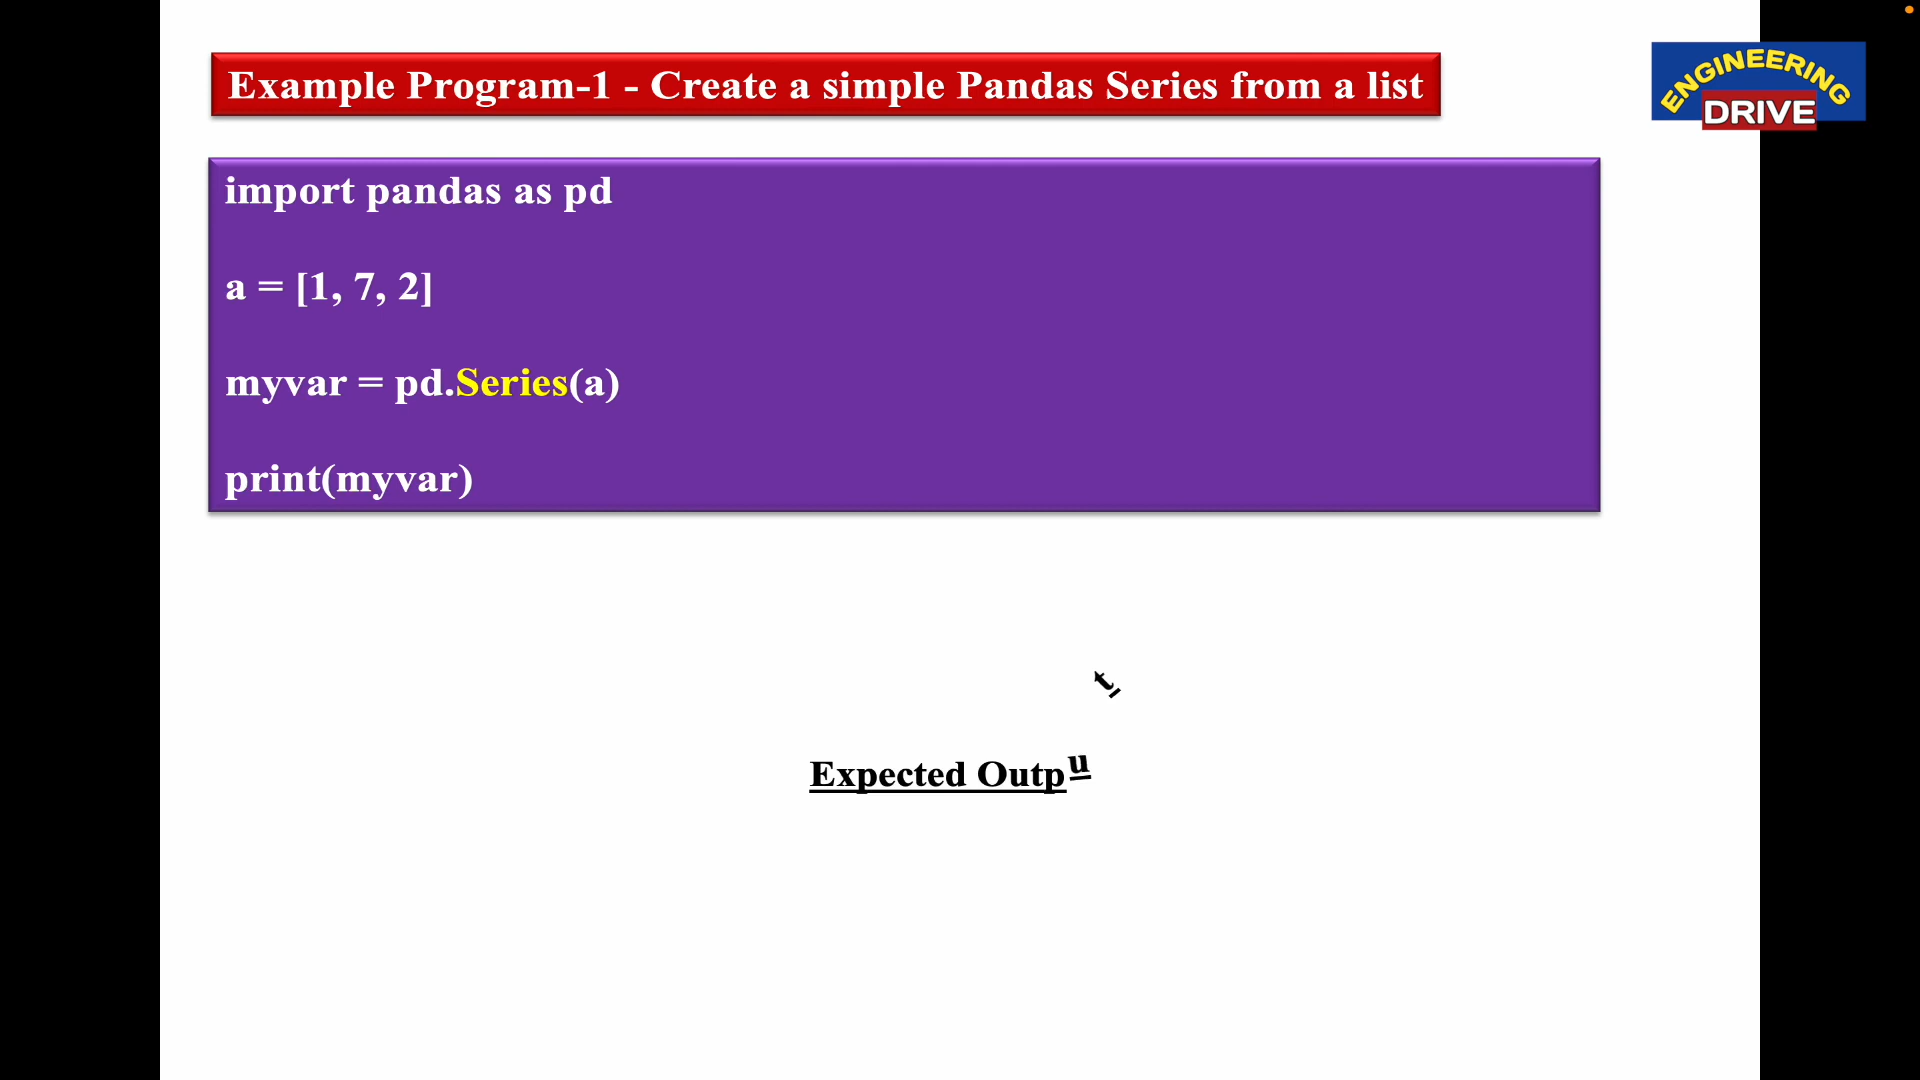 Example Program-1 - Create a simple Pandas Series from a list
ENGINEERING
DRIVE
import pandas as pd
a = [1, 7, 2]
myvar = pd.Series(a)
print(myvar)
Expected Output